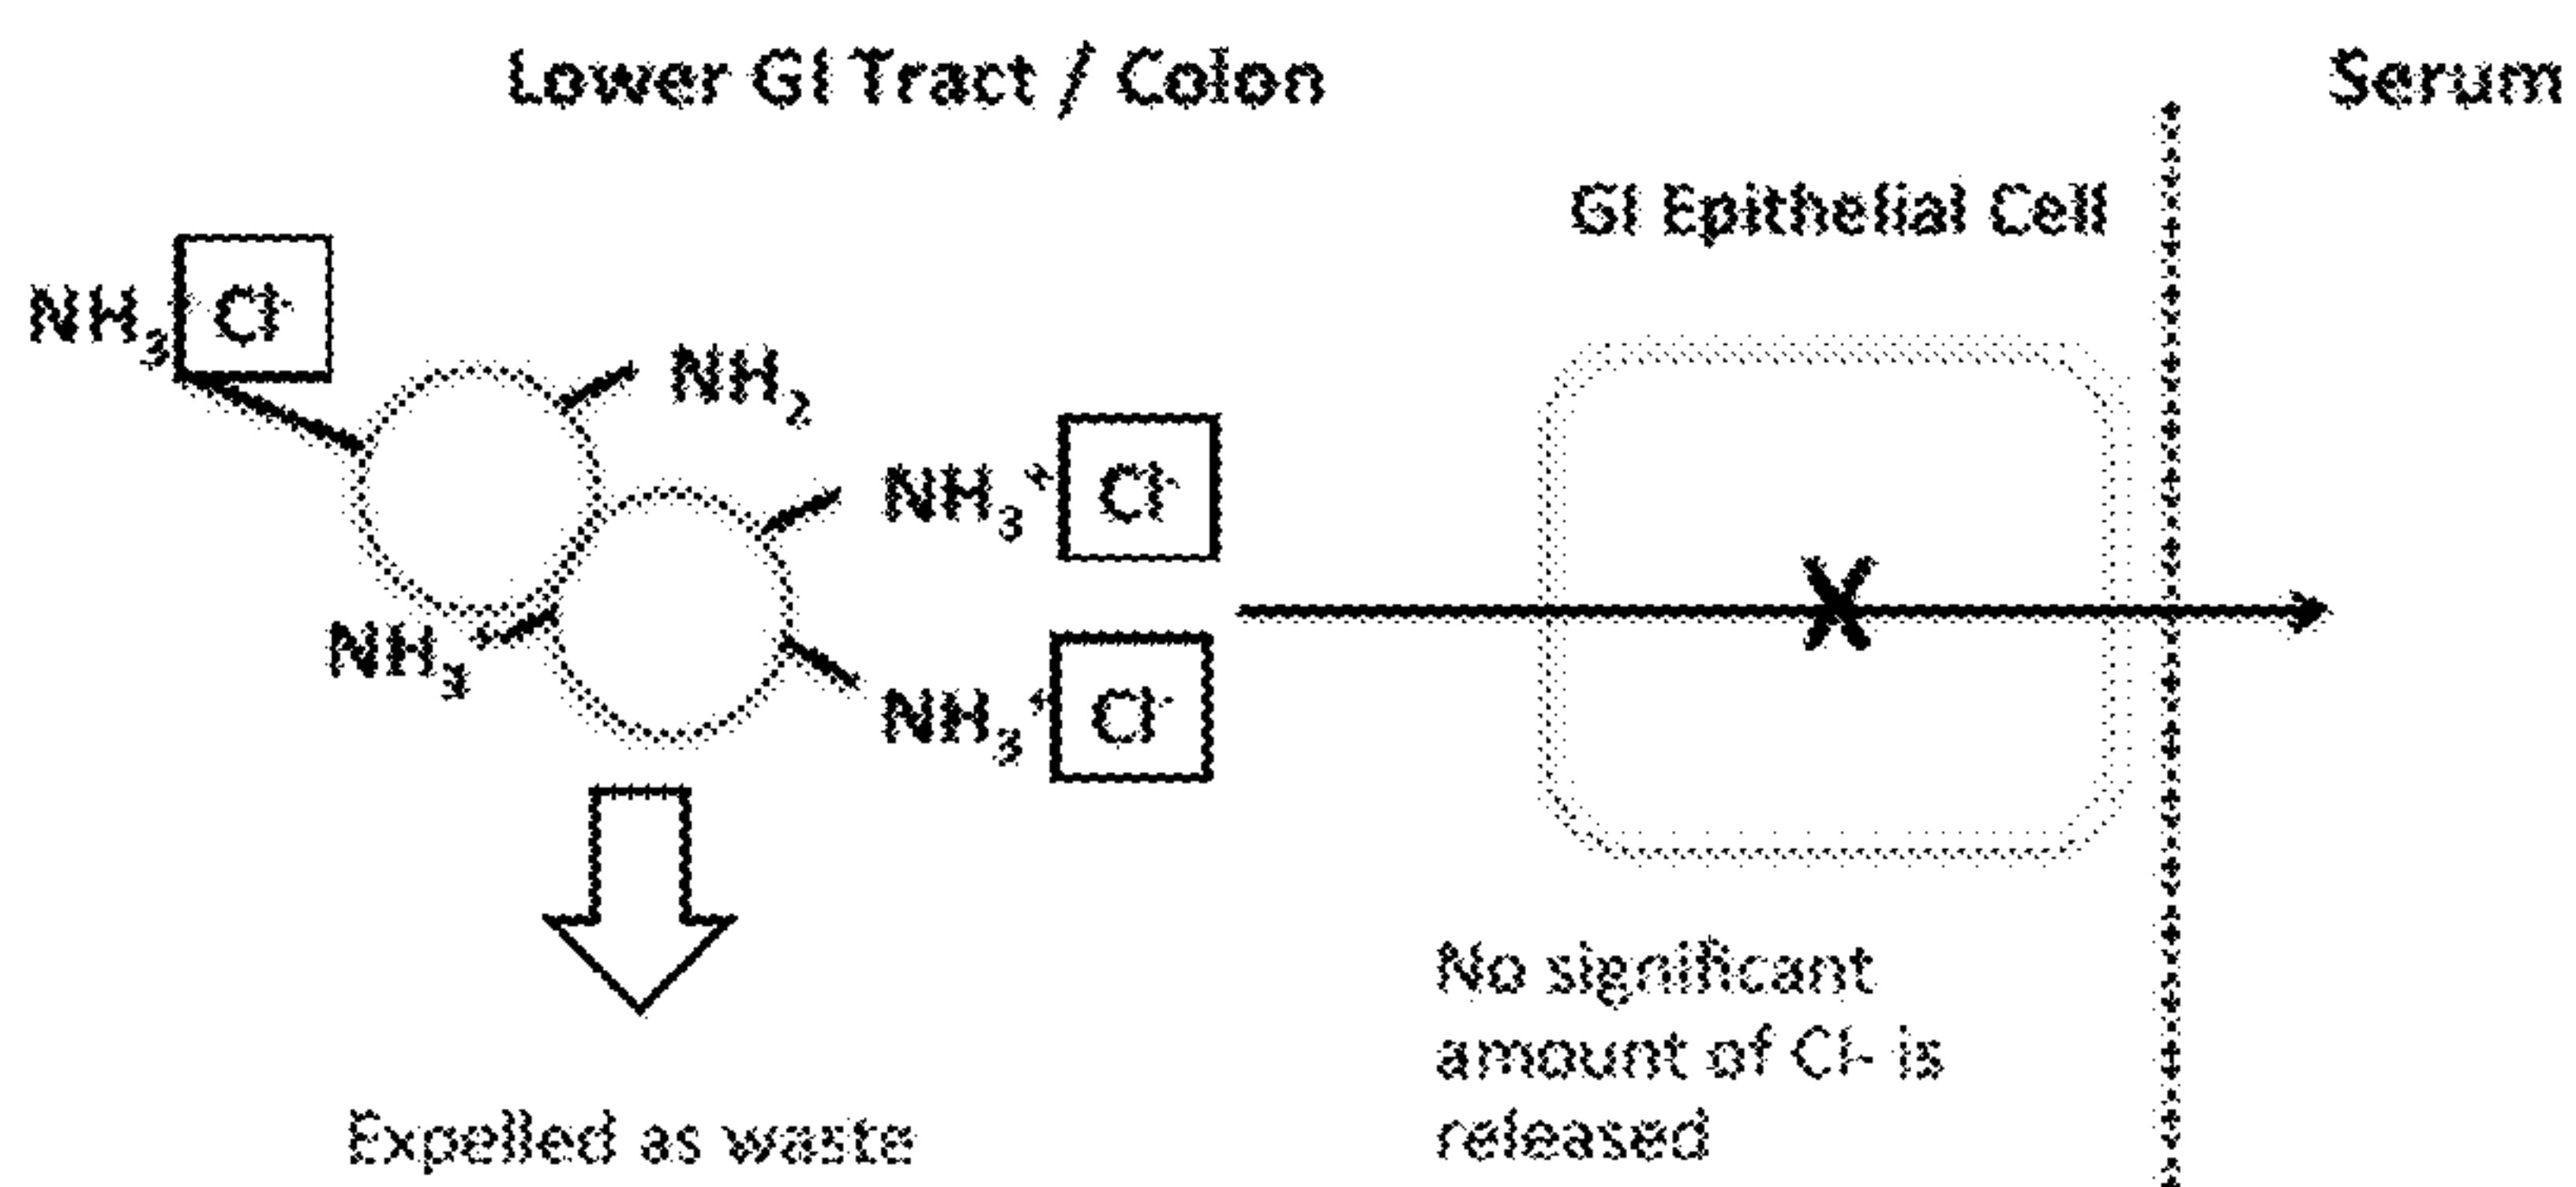 Lower GI Tract / Colon
Serum
GI Epithelial Cell
NH3+ Cl-
NH2
NH3+ Cl-
NH3
NH3+ Cl-
X
No significant
amount of Cl- is
released
Expelled as waste